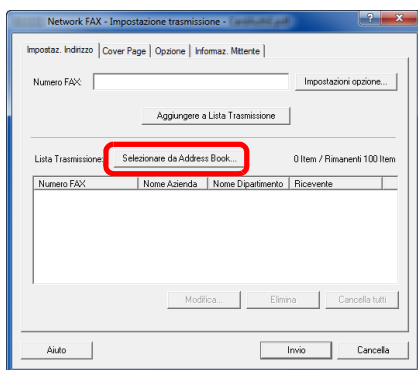 Network FAX - Impostazione trasmissione -
Impostaz. Indirizzo Cover Page Opzione Informaz. Mittente
Numero FAX: Impostazioni opzione...
Aggiungere a Lista Trasmissione
Lista Trasmissione: Selezionare da Address Book... 0 Item / Rimanenti 100 Item
Numero FAX Nome Azienda Nome Dipartimento Ricevente
Modifica... Elimina Cancella tutti
Aiuto Invio Cancella